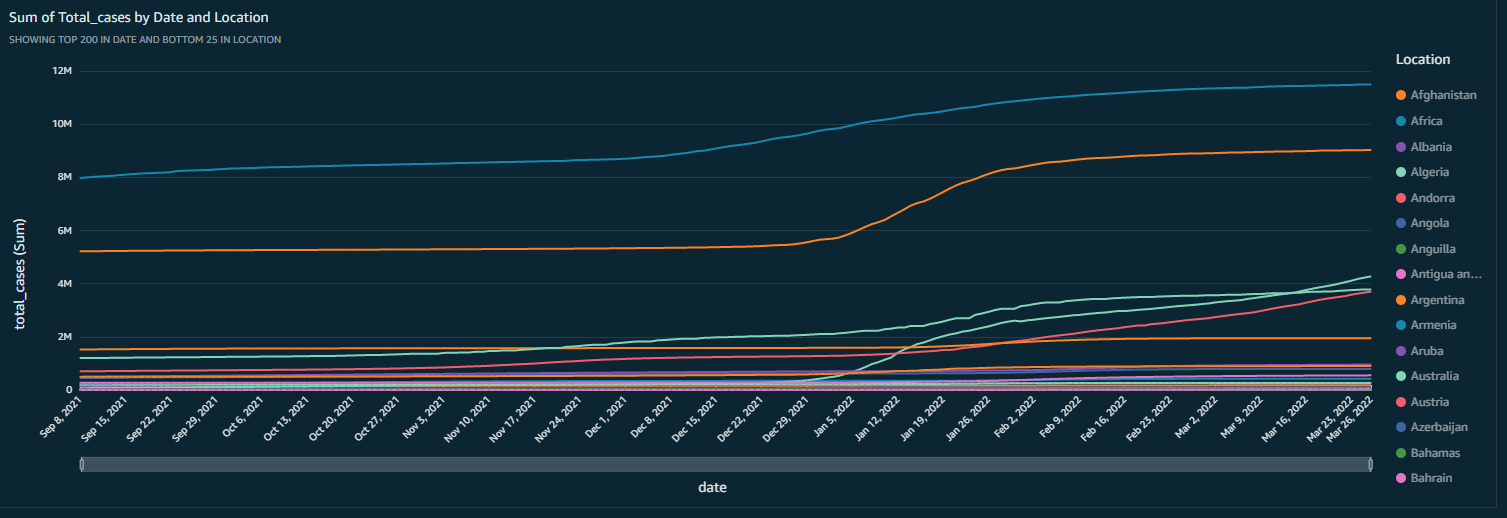 Sum of Total_cases by Date and Location
SHOWING TOP 200 IN DATE AND BOTTOM 25 IN LOCATION
Location
12M
10M
8M
6M
4M
2M
0
total_cases (Sum)
Sep 8, 2021
Sep 15, 2021
Sep 22, 2021
Sep 29, 2021
Oct 6, 2021
Oct 13, 2021
Oct 20, 2021
Oct 27, 2021
Nov 3, 2021
Nov 10, 2021
Nov 17, 2021
Nov 24, 2021
Dec 1, 2021
Dec 8, 2021
Dec 15, 2021
Dec 22, 2021
Dec 29, 2021
Jan 5, 2022
Jan 12, 2022
Jan 19, 2022
Jan 26, 2022
Feb 2, 2022
Feb 9, 2022
Feb 16, 2022
Feb 23, 2022
Mar 2, 2022
Mar 9, 2022
Mar 16, 2022
Mar 23, 2022
Mar 26, 2022
date
Afghanistan
Africa
Albania
Algeria
Andorra
Angola
Anguilla
Antigua an...
Argentina
Armenia
Aruba
Australia
Austria
Azerbaijan
Bahamas
Bahrain